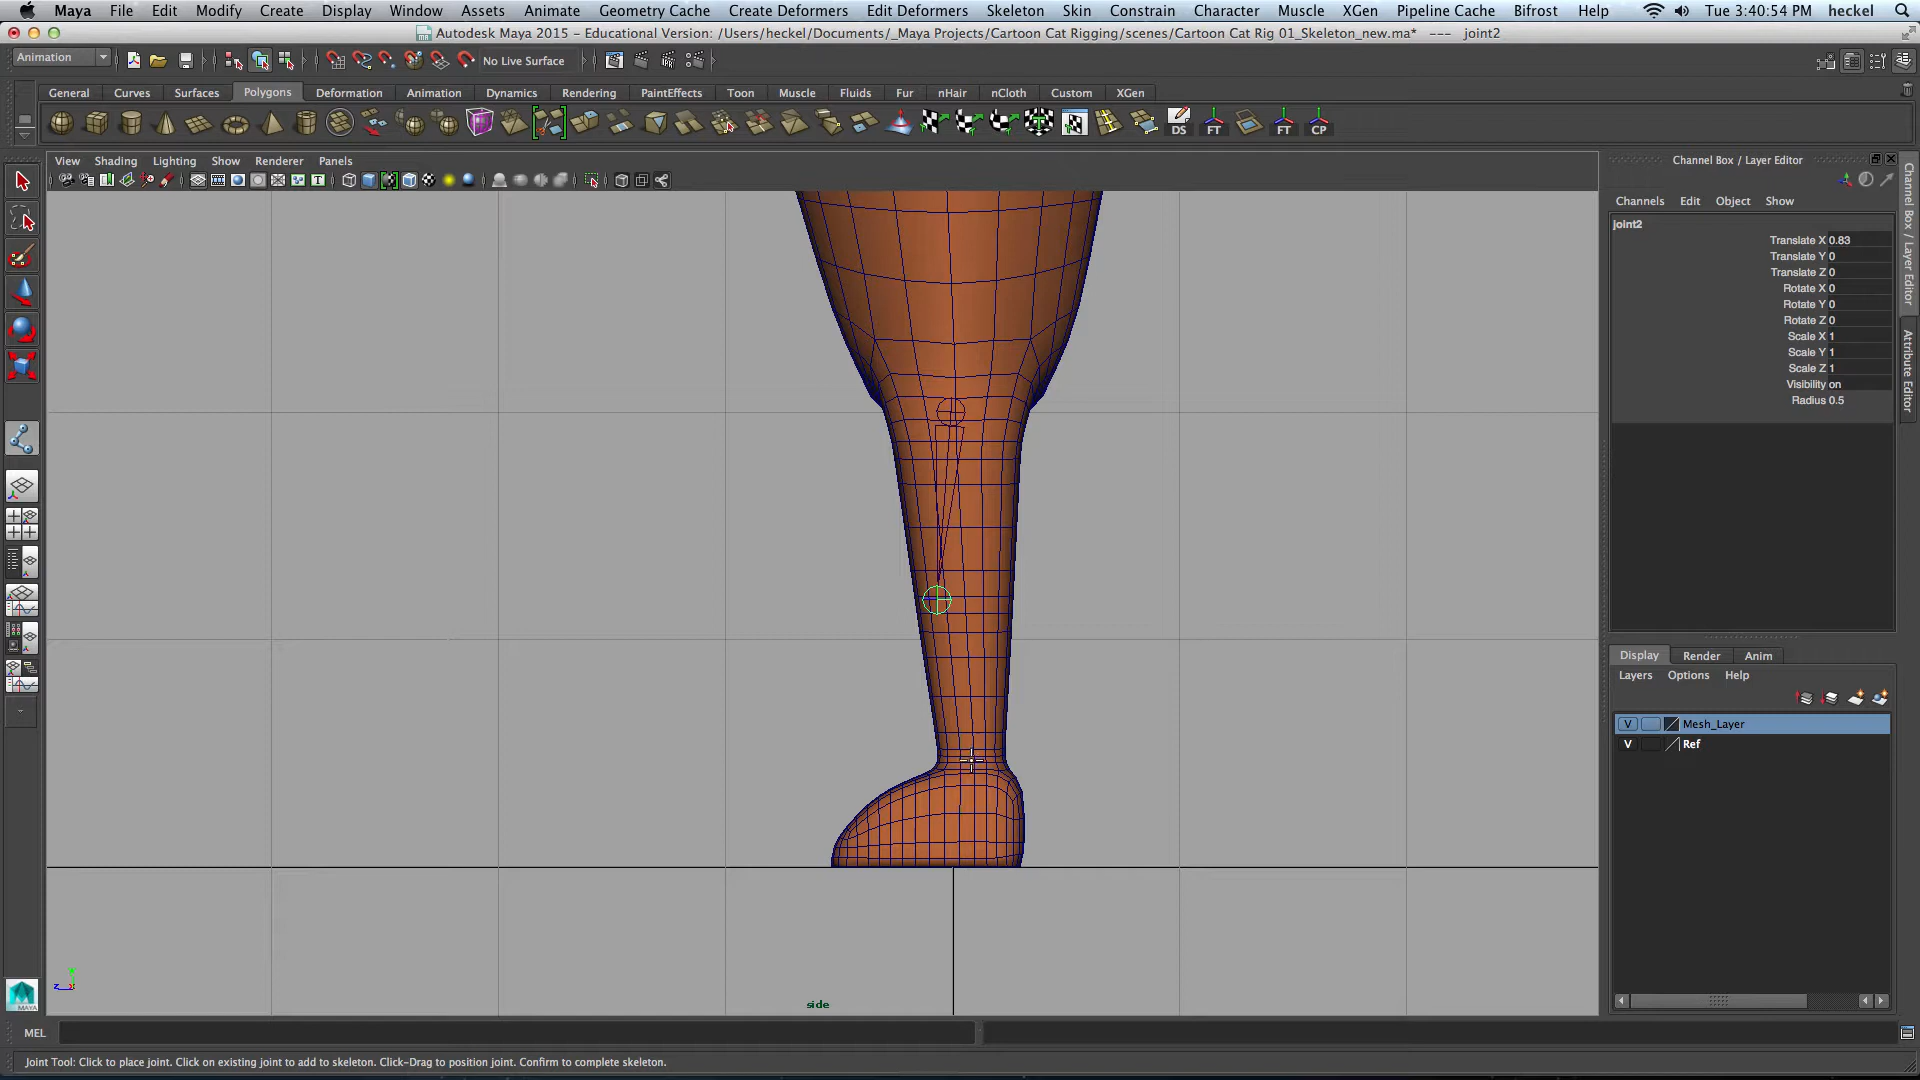 Maya File Edit Modify Create Display Window Assets Animate Geometry Cache Create Deformers Edit Deformers Skeleton Skin Constrain Character Muscle XGen Pipeline Cache Bifrost Help Tue 3:40:54 PM heckel
Autodesk Maya 2015 - Educational Version: /Users/heckel/Documents/_Maya Projects/Cartoon Cat Rigging/scenes/Cartoon Cat Rig 01_Skeleton_new.ma* --- joint2
Animation No Live Surface
General Curves Surfaces Polygons Deformation Animation Dynamics Rendering PaintEffects Toon Muscle Fluids Fur nHair nCloth Custom XGen
DS FT FT CP
View Shading Lighting Show Renderer Panels
Channel Box / Layer Editor
Channels Edit Object Show
joint2
Translate X 0.83
Translate Y 0
Translate Z 0
Rotate X 0
Rotate Y 0
Rotate Z 0
Scale X 1
Scale Y 1
Scale Z 1
Visibility on
Radius 0.5
Channel Box / Layer Editor
Attribute Editor
Display Render Anim
Layers Options Help
V Mesh_Layer
V Ref
Y
Z
side
MAYA
MEL
Joint Tool: Click to place joint. Click on existing joint to add to skeleton. Click-Drag to position joint. Confirm to complete skeleton.